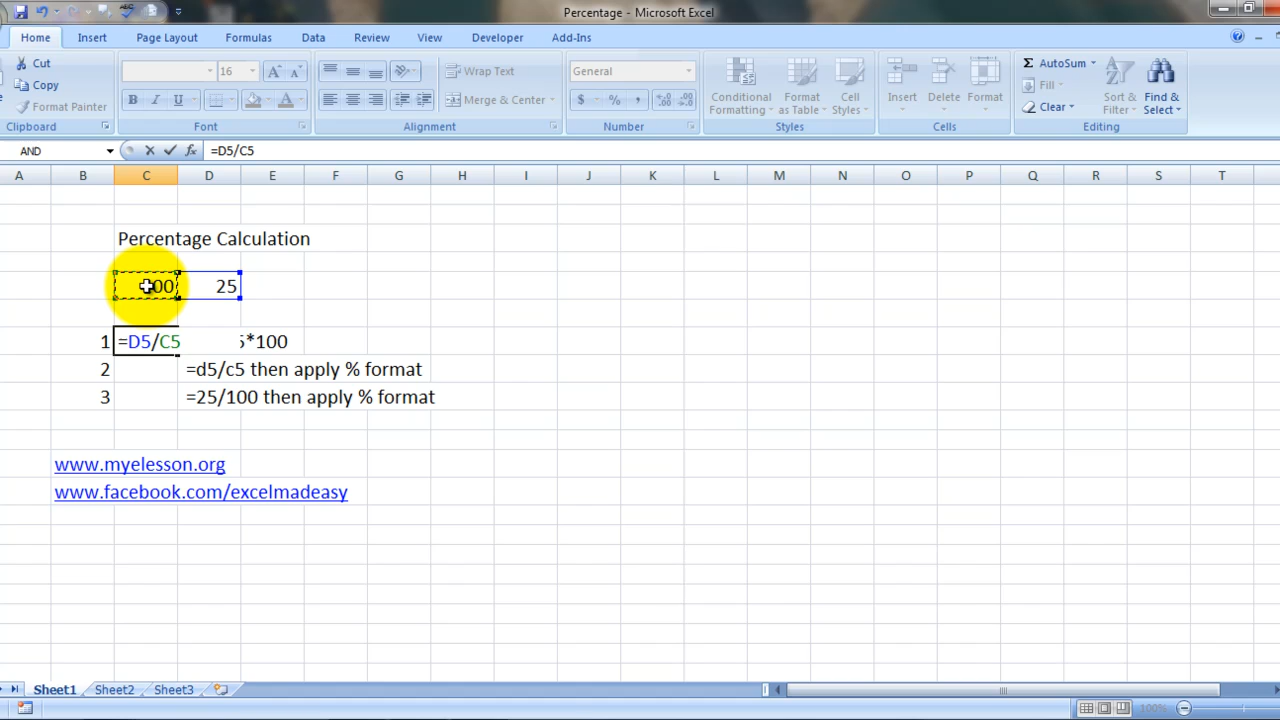 Percentage - Microsoft Excel
Home Insert Page Layout Formulas Data Review View Developer Add-Ins
Cut
Copy
Format Painter
Clipboard
16
Font
Wrap Text
Merge & Center
Alignment
General
Number
Conditional Formatting
Format as Table
Cell Styles
Styles
Insert Delete Format
Cells
AutoSum
Fill
Clear
Sort & Filter
Find & Select
Editing
AND =D5/C5
A B C D E F G H I J K L M N O P Q R S T
Percentage Calculation
00 25
1 =D5/C5 *100
2 =d5/c5 then apply % format
3 =25/100 then apply % format
www.myelesson.org
www.facebook.com/excelmadeasy
Sheet1 Sheet2 Sheet3
100%